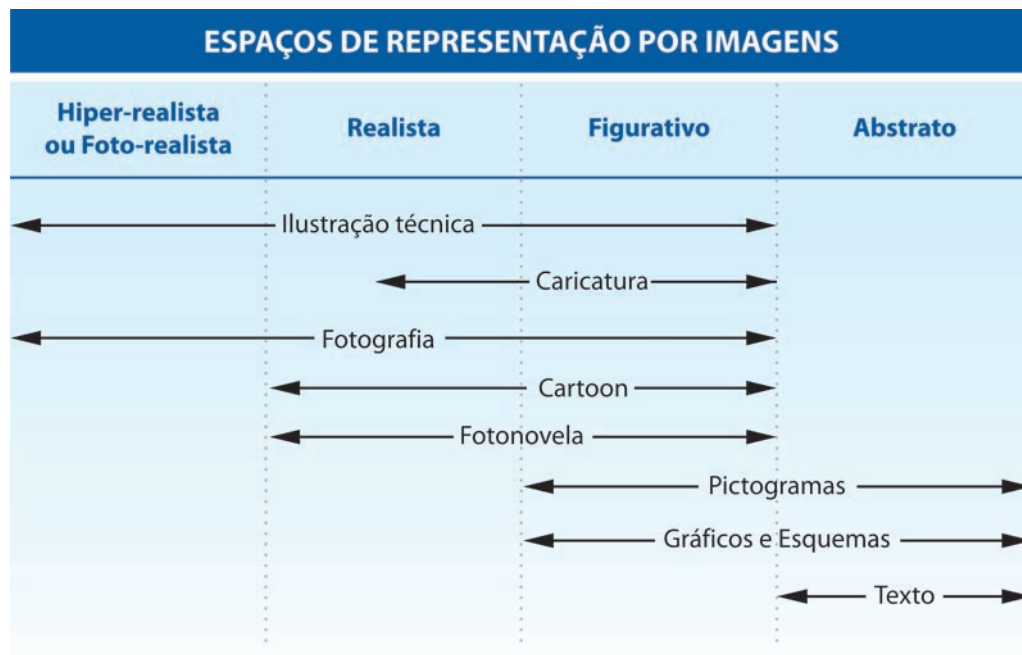 ESPAÇOS DE REPRESENTAÇÃO POR IMAGENS
Hiper-realista
ou Foto-realista
Realista
Figurativo
Abstrato
Ilustração técnica
Caricatura
Fotografia
Cartoon
Fotonovela
Pictogramas
Gráficos e Esquemas
Texto